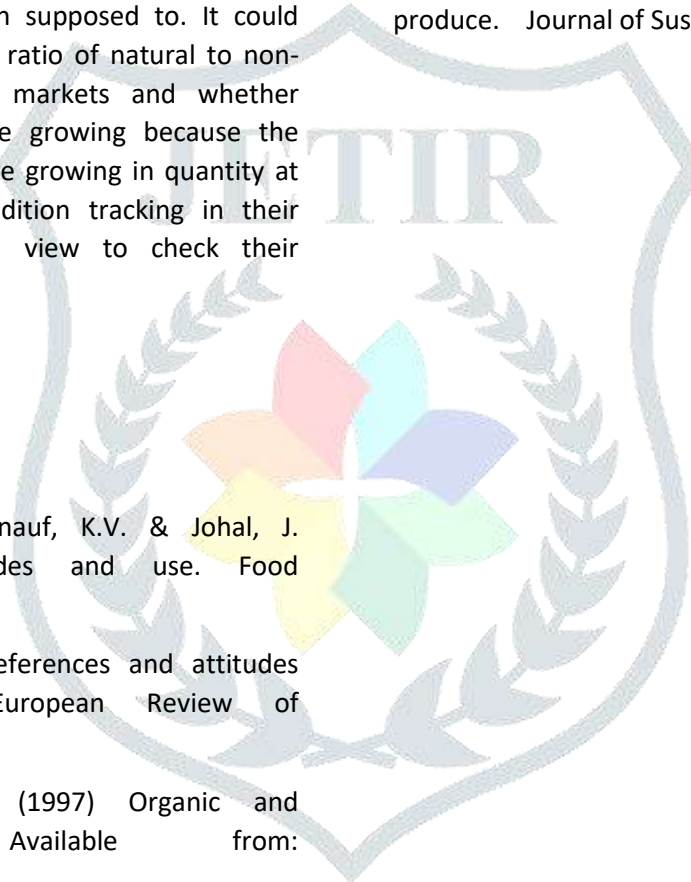 supposed to. It could
ratio of natural to non-
markets and whether
growing because the
growing in quantity at
dition tracking in their
view to check their
nauf, K.V. & Johal, J.
des and use. Food
eferences and attitudes
European Review of
(1997) Organic and
Available from:
produce. Journal of Sus
JETIR